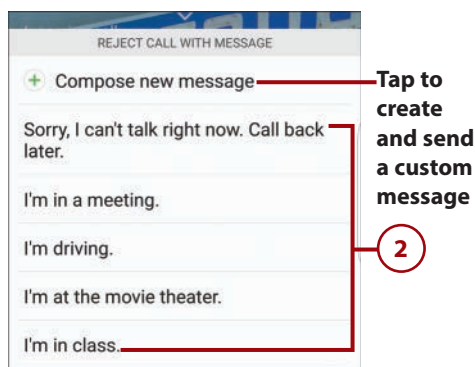 REJECT CALL WITH MESSAGE
+ Compose new message
Tap to
create
and send
a custom
message
Sorry, I can't talk right now. Call back
later.
I'm in a meeting.
2
I'm driving.
I'm at the movie theater.
I'm in class.